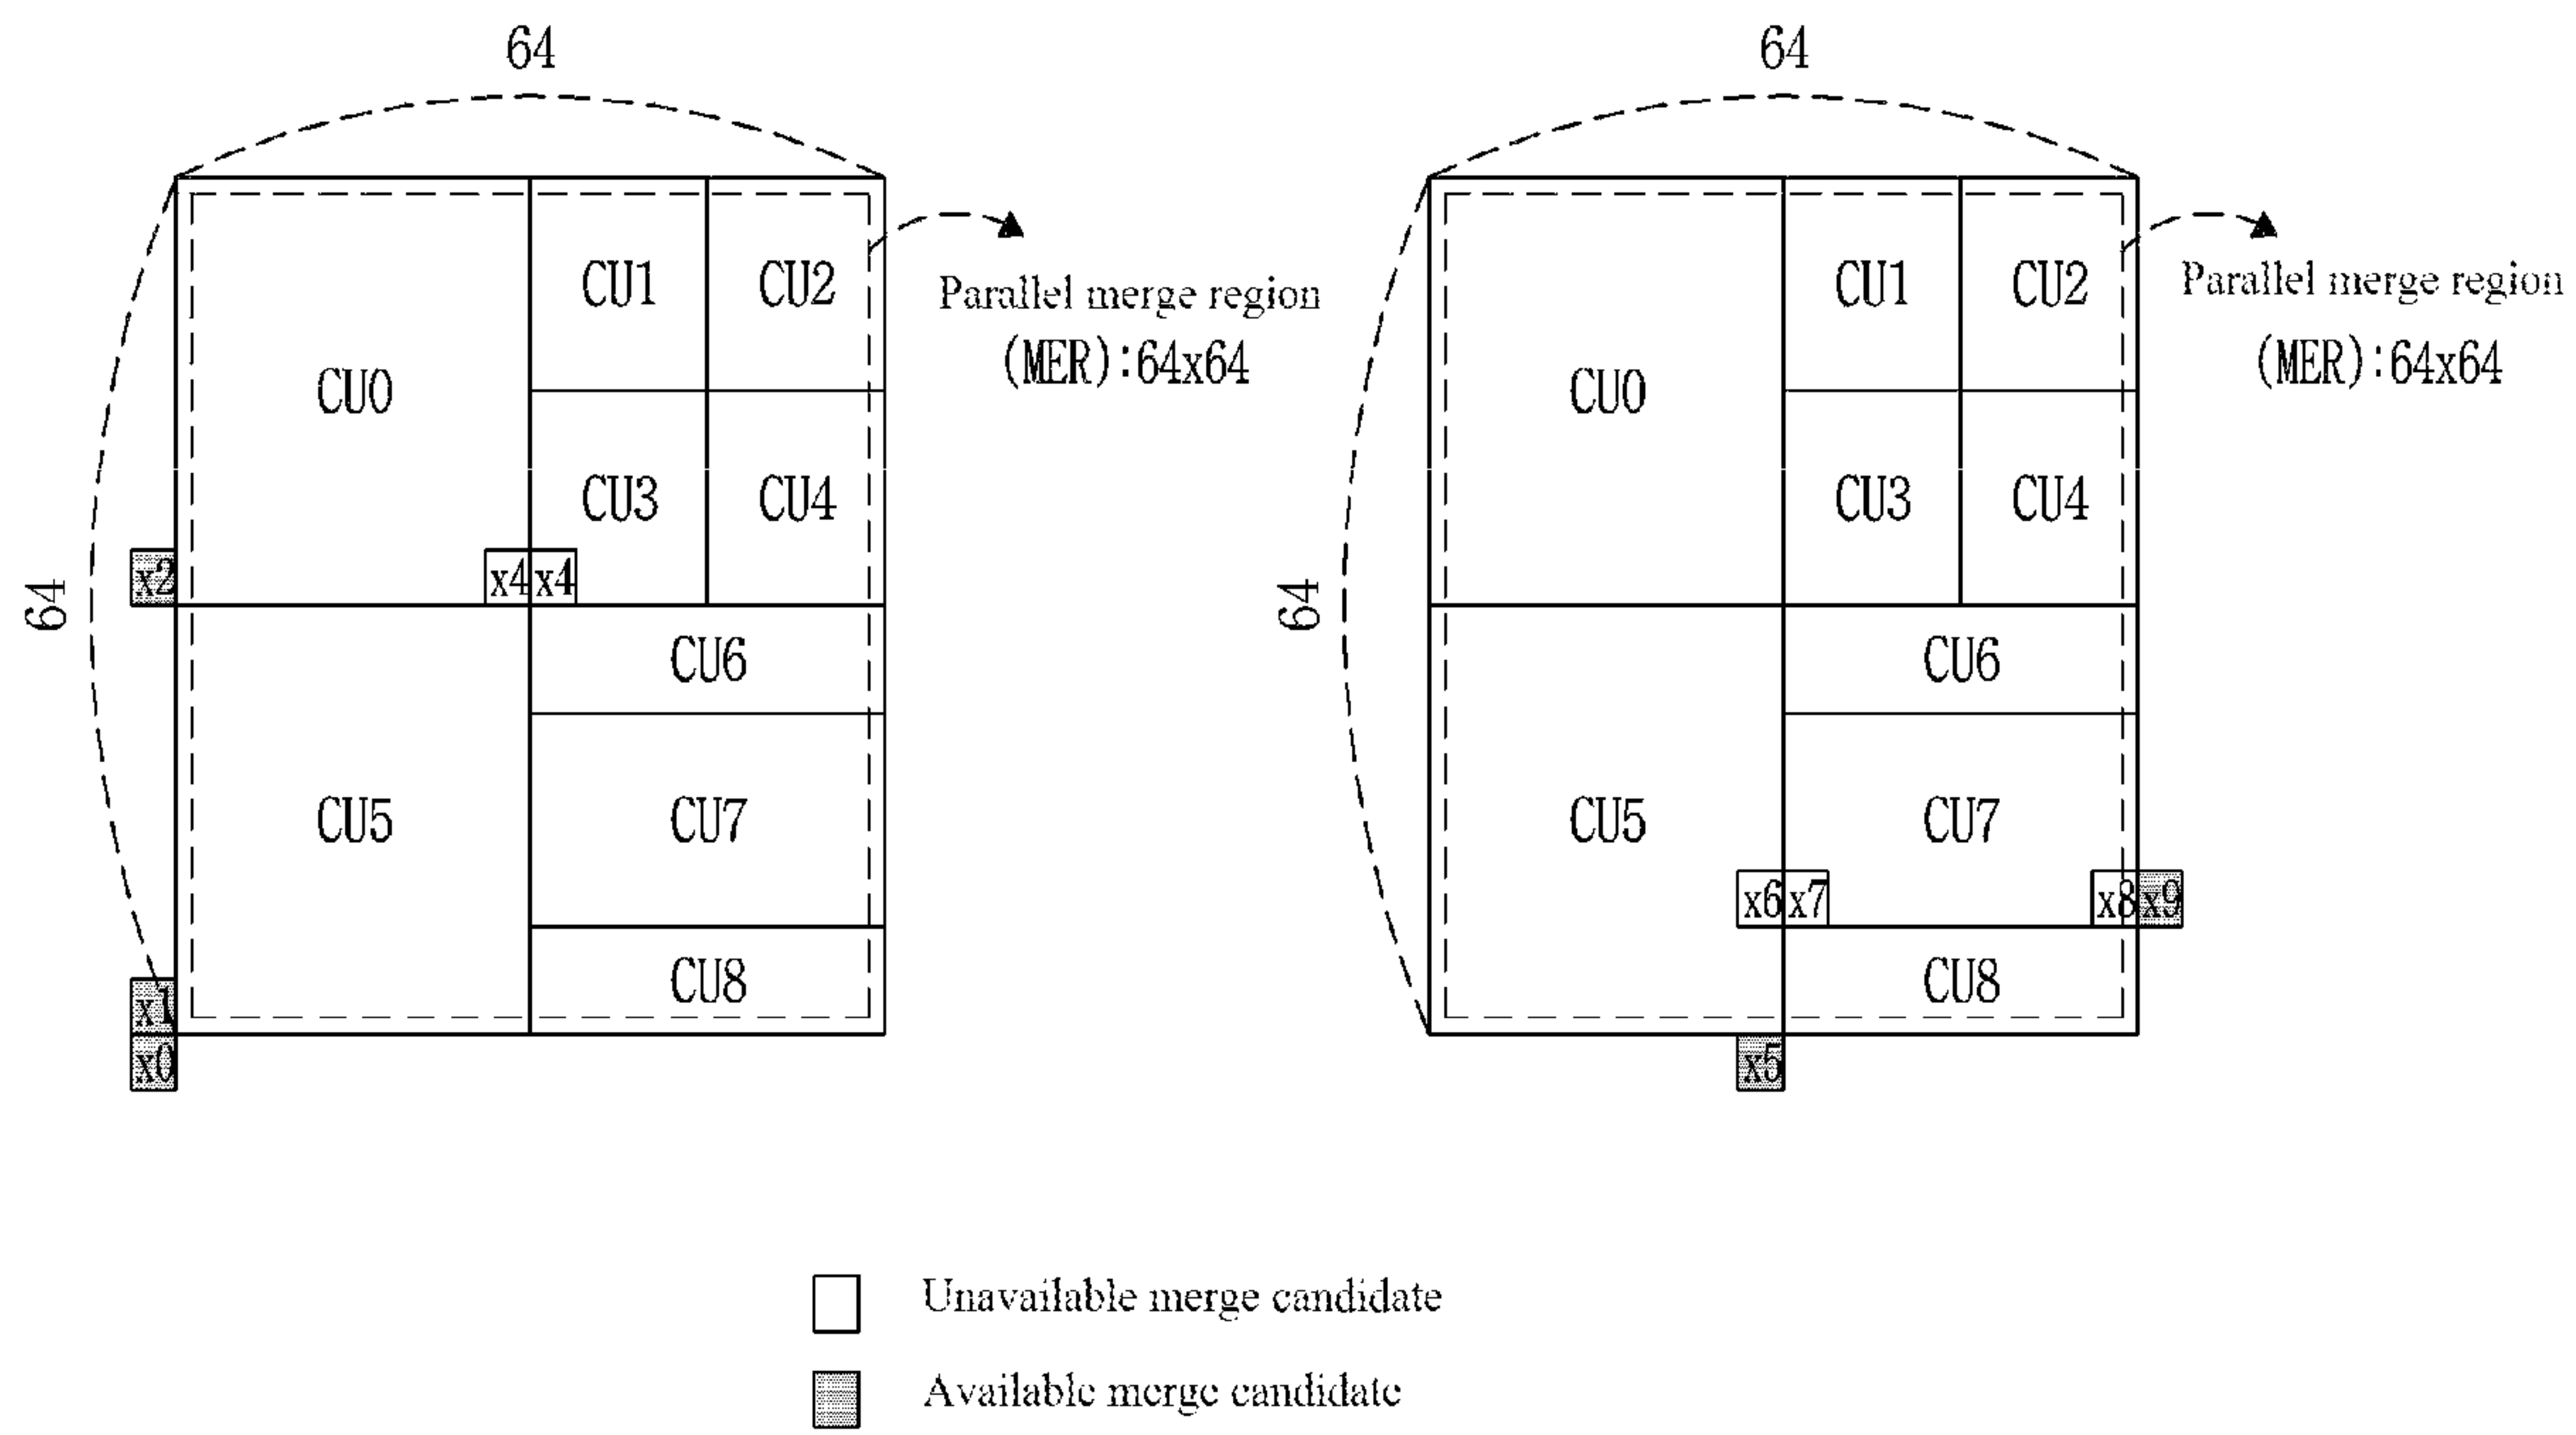 64
CU0
CU1
CU2
Parallel merge region
(MER):64x64
CU3
CU4
64
x2
x4
x4
CU6
CU5
CU7
CU8
x1
x0
64
CU0
CU1
CU2
Parallel merge region
(MER):64x64
CU3
CU4
64
CU6
CU5
CU7
x6
x7
x8
x9
CU8
x5
Unavailable merge candidate
Available merge candidate